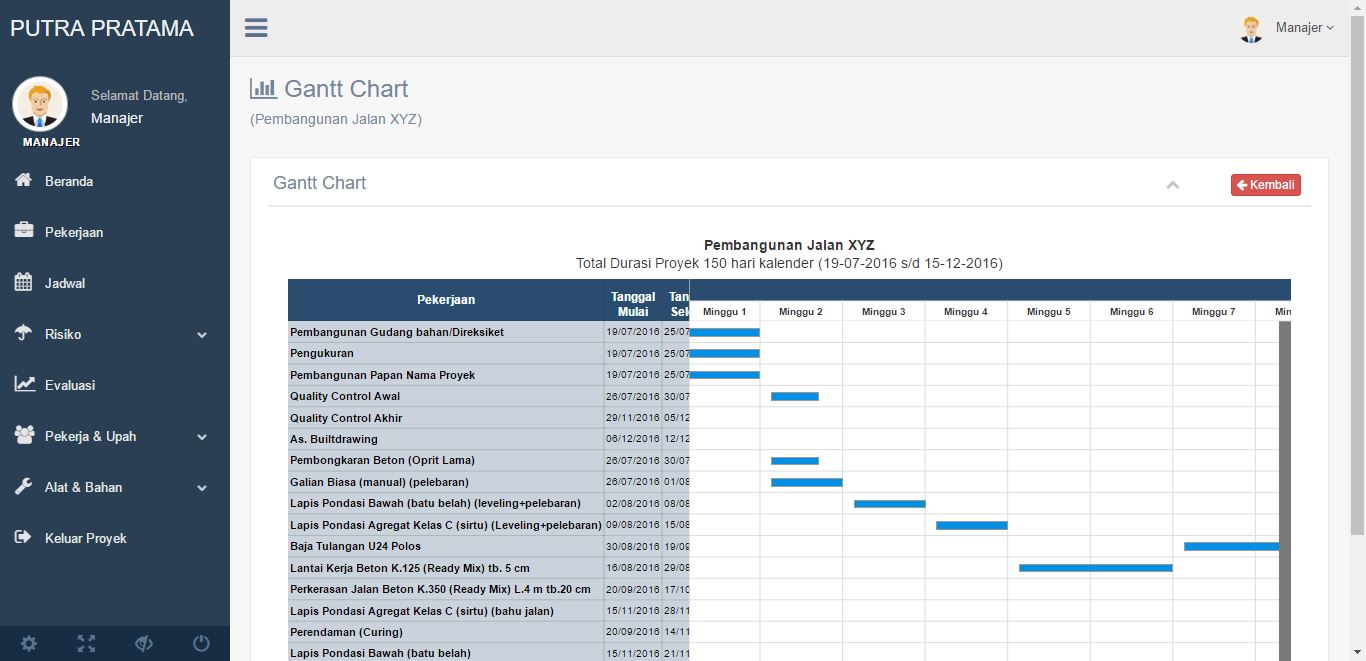 PUTRA PRATAMA
Manajer
Selamat Datang,
Manajer
MANAJER
Beranda
Pekerjaan
Jadwal
Risiko
Evaluasi
Pekerja & Upah
Alat & Bahan
Keluar Proyek
Gantt Chart
(Pembangunan Jalan XYZ)
Gantt Chart
Kembali
Pembangunan Jalan XYZ
Total Durasi Proyek 150 hari kalender (19-07-2016 s/d 15-12-2016)
Pekerjaan Tanggal Mulai Tan Sel Minggu 1 Minggu 2 Minggu 3 Minggu 4 Minggu 5 Minggu 6 Minggu 7 Min
Pembangunan Gudang bahan/Direksiket 19/07/2016 25/07
Pengukuran 19/07/2016 25/07
Pembangunan Papan Nama Proyek 19/07/2016 25/07
Quality Control Awal 26/07/2016 30/07
Quality Control Akhir 29/11/2016 05/12
As. Builtdrawing 06/12/2016 12/12
Pembongkaran Beton (Oprit Lama) 26/07/2016 30/07
Galian Biasa (manual) (pelebaran) 26/07/2016 01/08
Lapis Pondasi Bawah (batu belah) (leveling+pelebaran) 02/08/2016 08/08
Lapis Pondasi Agregat Kelas C (sirtu) (Leveling+pelebaran) 09/08/2016 15/08
Baja Tulangan U24 Polos 30/08/2016 19/09
Lantai Kerja Beton K.125 (Ready Mix) tb. 5 cm 16/08/2016 29/08
Perkerasan Jalan Beton K.350 (Ready Mix) L.4 m tb.20 cm 20/09/2016 17/10
Lapis Pondasi Agregat Kelas C (sirtu) (bahu jalan) 15/11/2016 28/11
Perendaman (Curing) 20/09/2016 14/11
Lapis Pondasi Bawah (batu belah) 15/11/2016 21/11